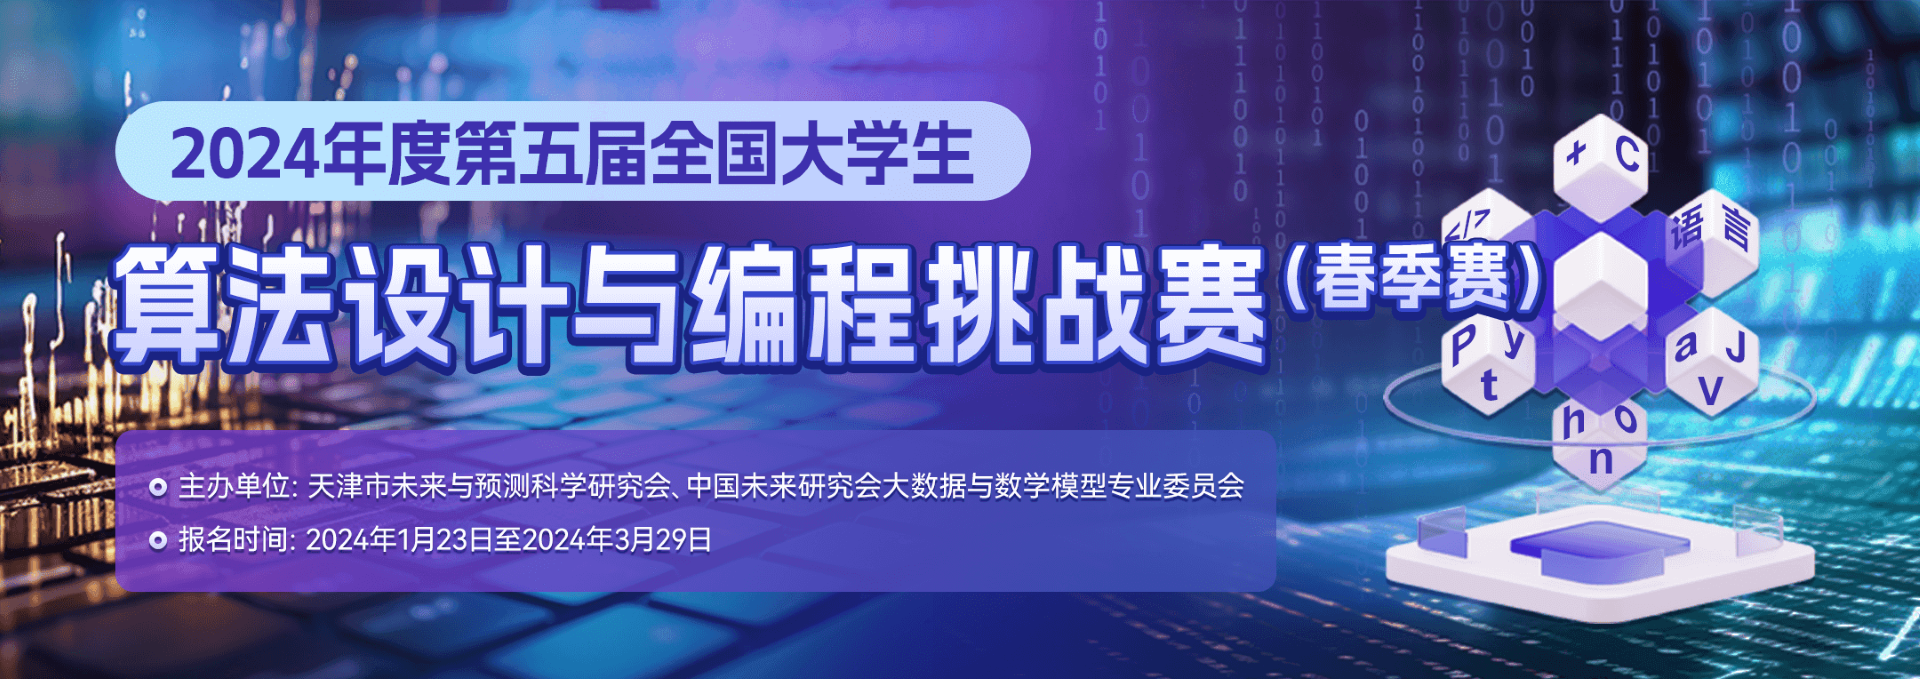 2024年度第五届全国大学生
算法设计与编程挑战赛(春季赛)
主办单位: 天津市未来与预测科学研究会、中国未来研究会大数据与数学模型专业委员会
报名时间: 2024年1月23日至2024年3月29日
+ C
</>
语言
Py
t
a J
V
h o
n